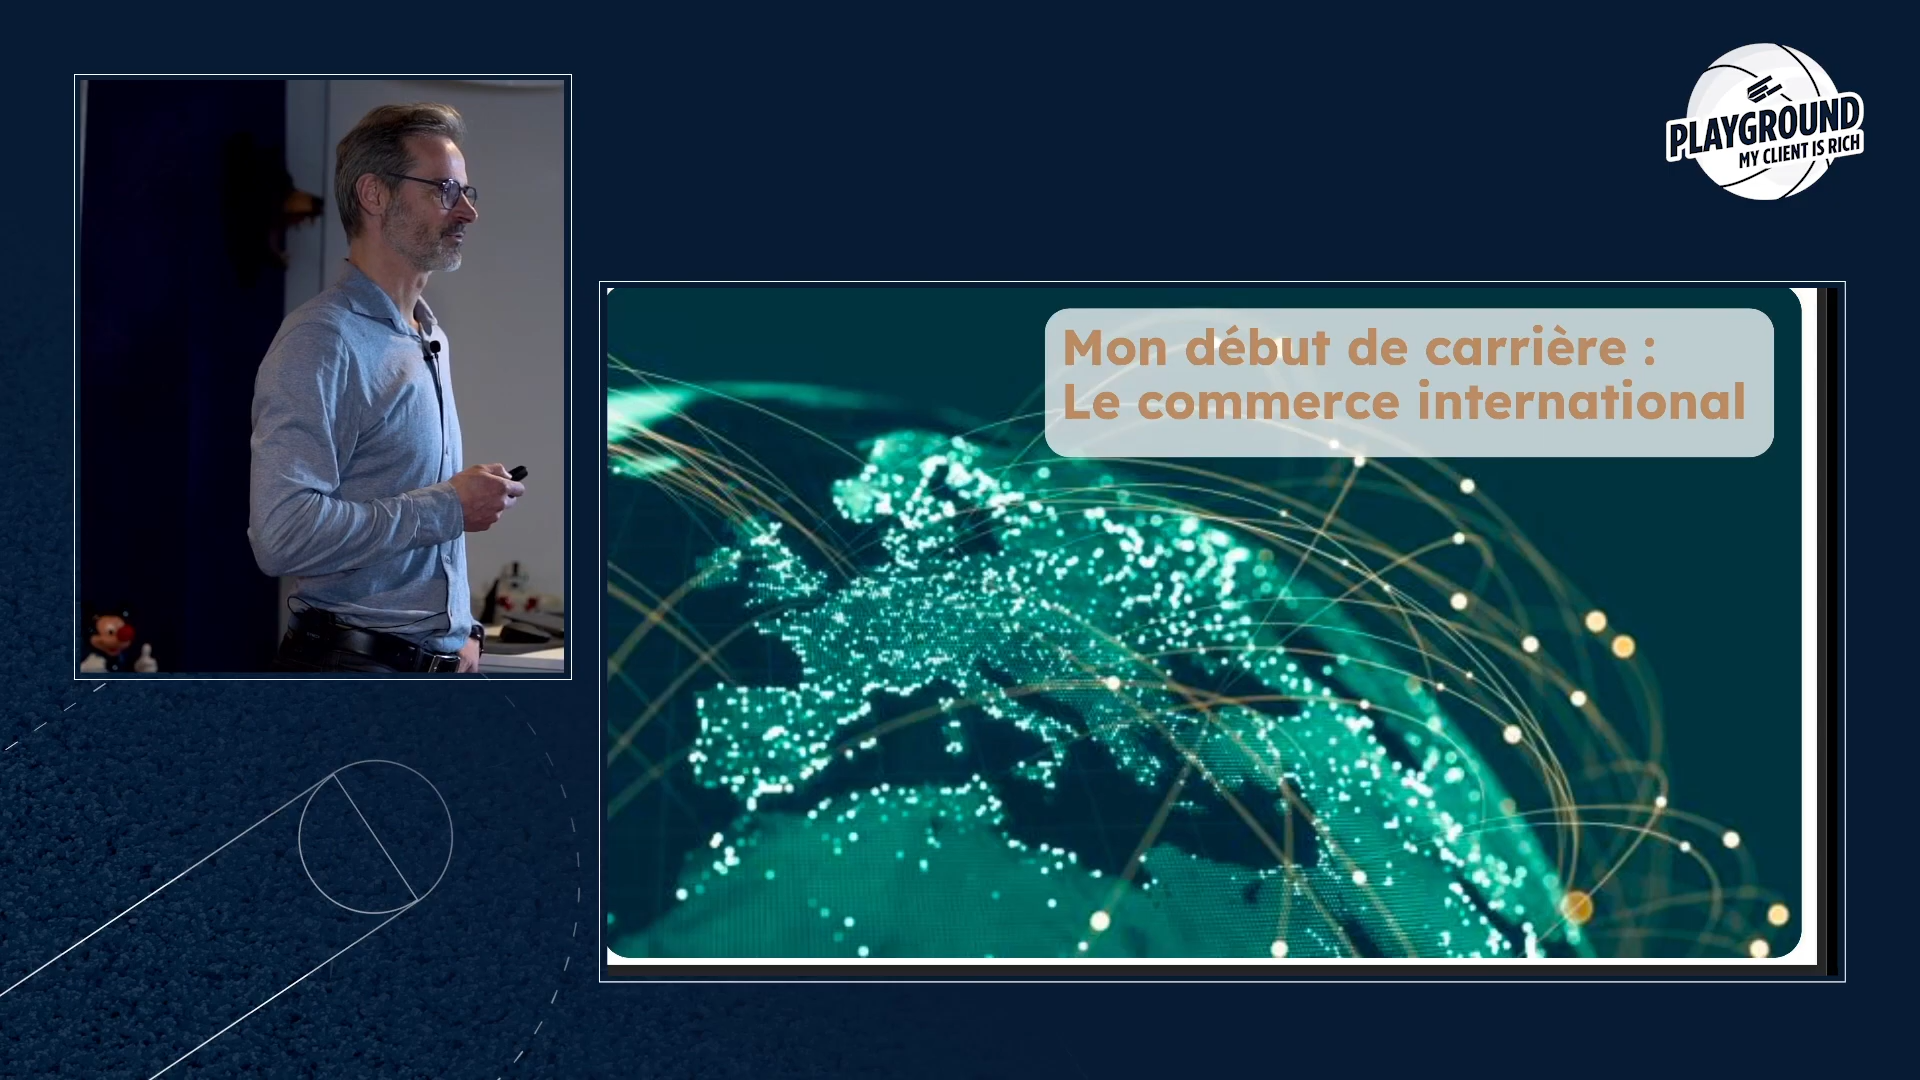 PLAYGROUND
MY CLIENT IS RICH
Mon début de carrière :
Le commerce international